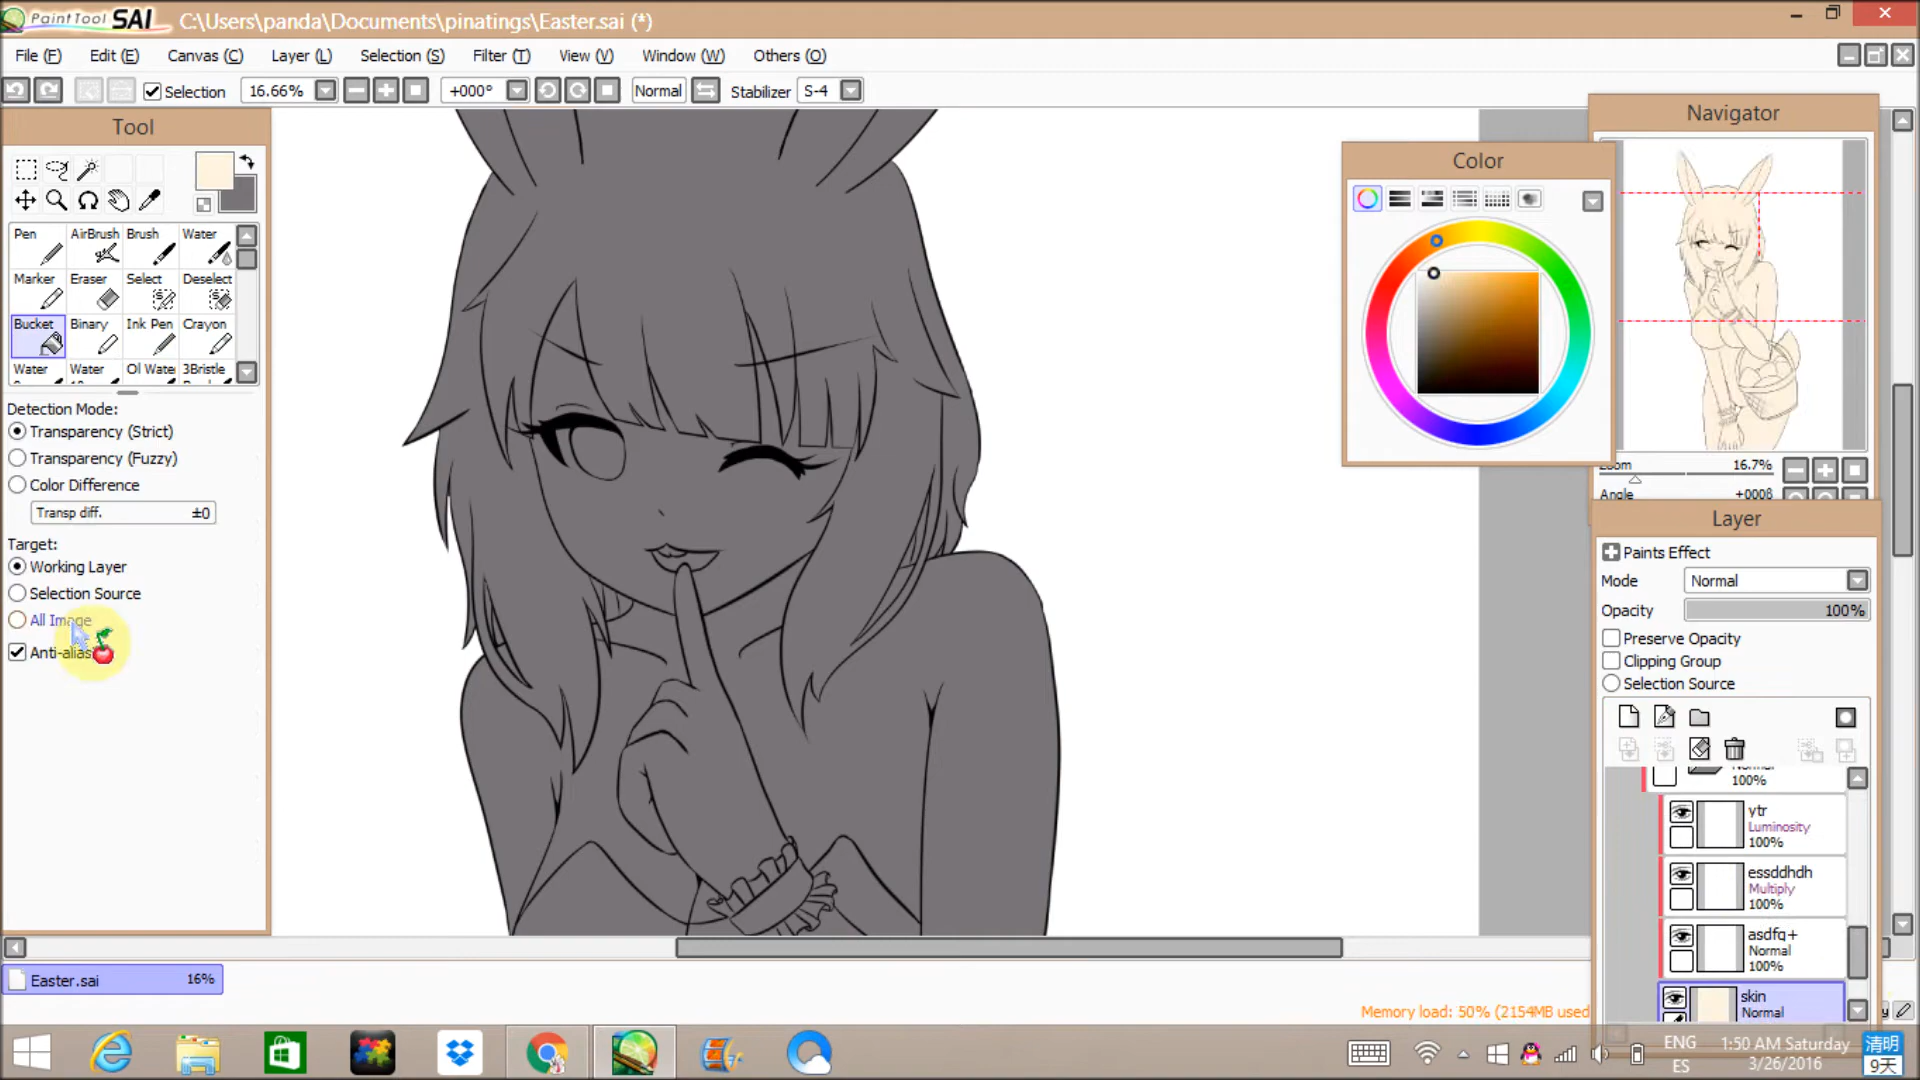 PaintTool SAI C:\Users\panda\Documents\pinatings\Easter.sai (*)
File (F) Edit (E) Canvas (C) Layer (L) Selection (S) Filter (T) View (V) Window (W) Others (O)
Selection 16.66% +000° Normal Stabilizer S-4
Tool
Pen AirBrush Brush Water
Marker Eraser Select Deselect
Bucket Binary Ink Pen Crayon
Water Water Ol Water 3Bristle
Detection Mode:
Transparency (Strict)
Transparency (Fuzzy)
Color Difference
Transp diff. ±0
Target:
Working Layer
Selection Source
All Image
Anti-alias
Color
Navigator
Zoom 16.7%
Angle +000
Layer
Paints Effect
Mode Normal
Opacity 100%
Preserve Opacity
Clipping Group
Selection Source
Normal
100%
ytr
Luminosity
100%
essddhdh
Multiply
100%
asdfq+
Normal
100%
skin
Normal
Easter.sai 16%
Memory load: 50% (2154MB used
ENG
ES
1:50 AM Saturday
3/26/2016
清明
9天